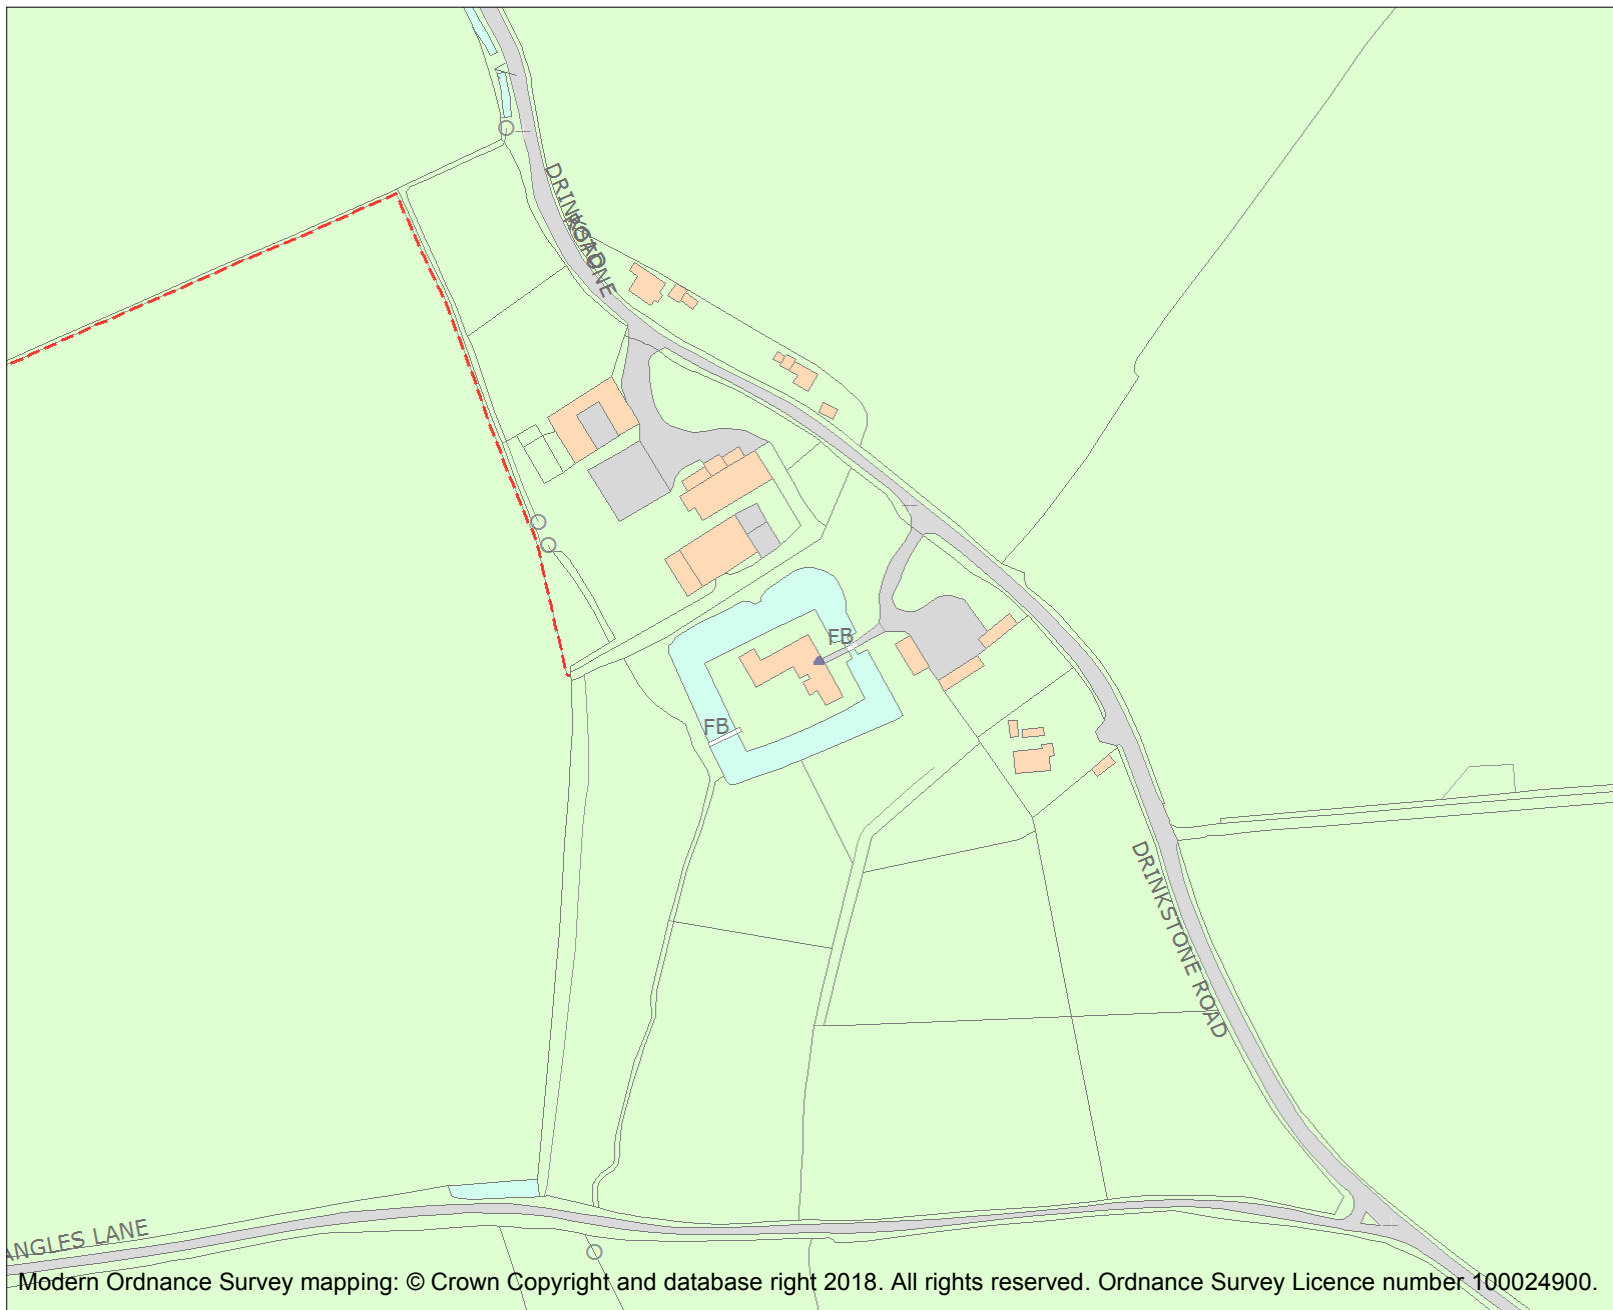 DRINKSTONE
ROAD
FB
FB
DRINKSTONE ROAD
ANGLES LANE
Modern Ordnance Survey mapping: © Crown Copyright and database right 2018. All rights reserved. Ordnance Survey Licence number 100024900.